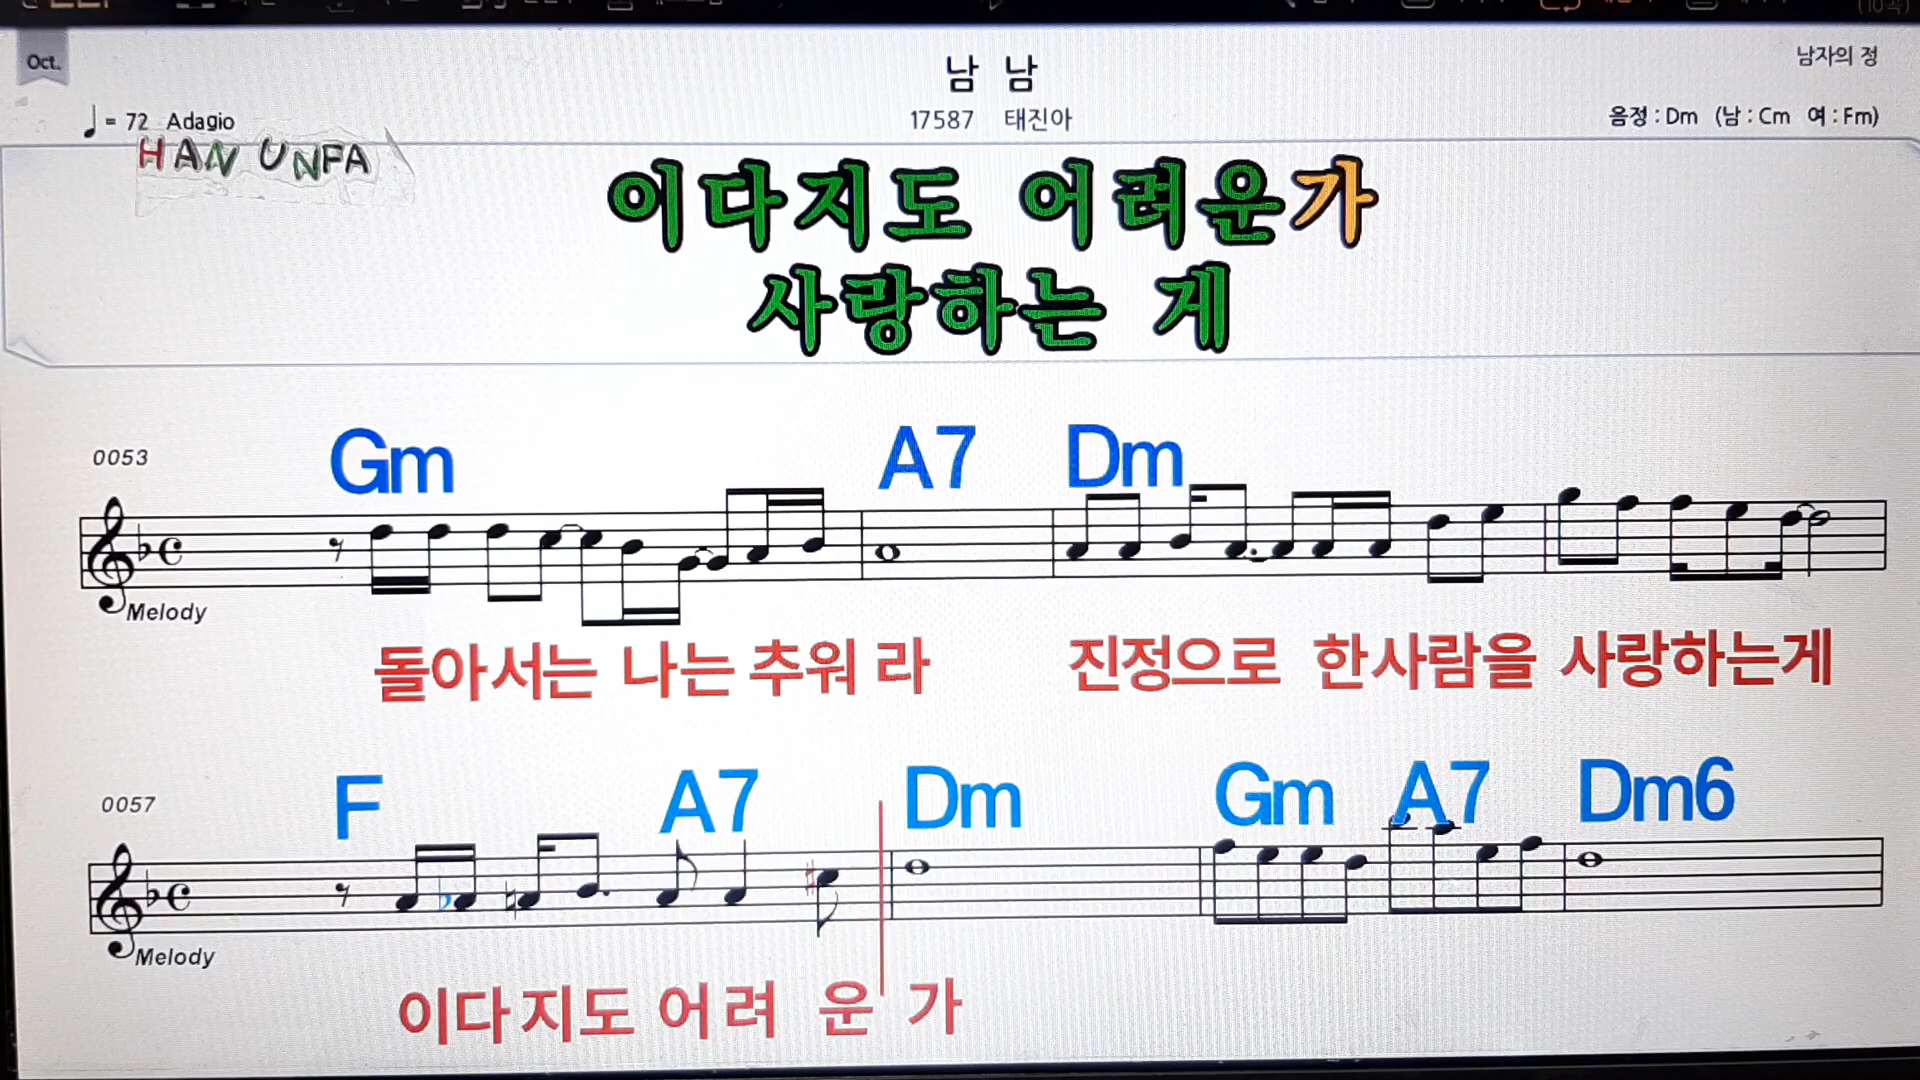 Oct.
남 남
남자의 정
♩= 72 Adagio
17587 태진아
음정 : Dm (남 : Cm 여 : Fm)
HAN UNFA
이다지도 어려운가
사랑하는 게
0053
Gm A7 Dm
Melody
돌아서는 나는 추워 라 진정으로 한사람을 사랑하는게
0057
F A7 Dm Gm A7 Dm6
Melody
이다지도 어려 운 가